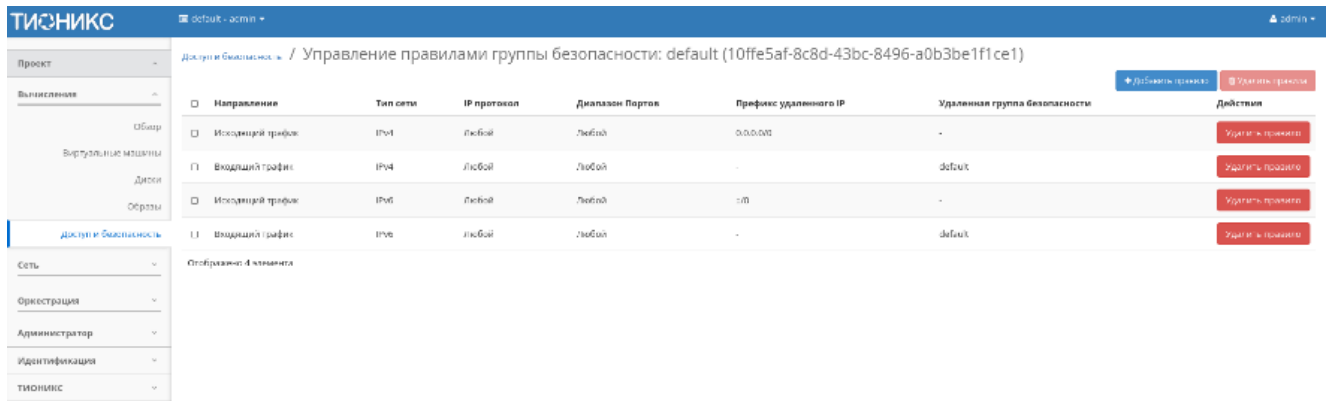 ТИОНИКС
default - admin
admin
Проект
Вычисления
Обзор
Виртуальные машины
Диски
Образы
Доступ и безопасность
Сеть
Оркестрация
Администратор
Идентификация
ТИОНИКС
Доступ и безопасность / Управление правилами группы безопасности: default (10ffe5af-8c8d-43bc-8496-a0b3be1f1ce1)
Добавить правило Удалить правила
Направление Тип сети IP протокол Диапазон Портов Префикс удаленного IP Удаленная группа безопасности Действия
Исходящий трафик IPv4 Любой Любой 0.0.0.0/0 - Удалить правило
Входящий трафик IPv4 Любой Любой - default Удалить правило
Исходящий трафик IPv6 Любой Любой ::/0 - Удалить правило
Входящий трафик IPv6 Любой Любой - default Удалить правило
Отображено 4 элемента